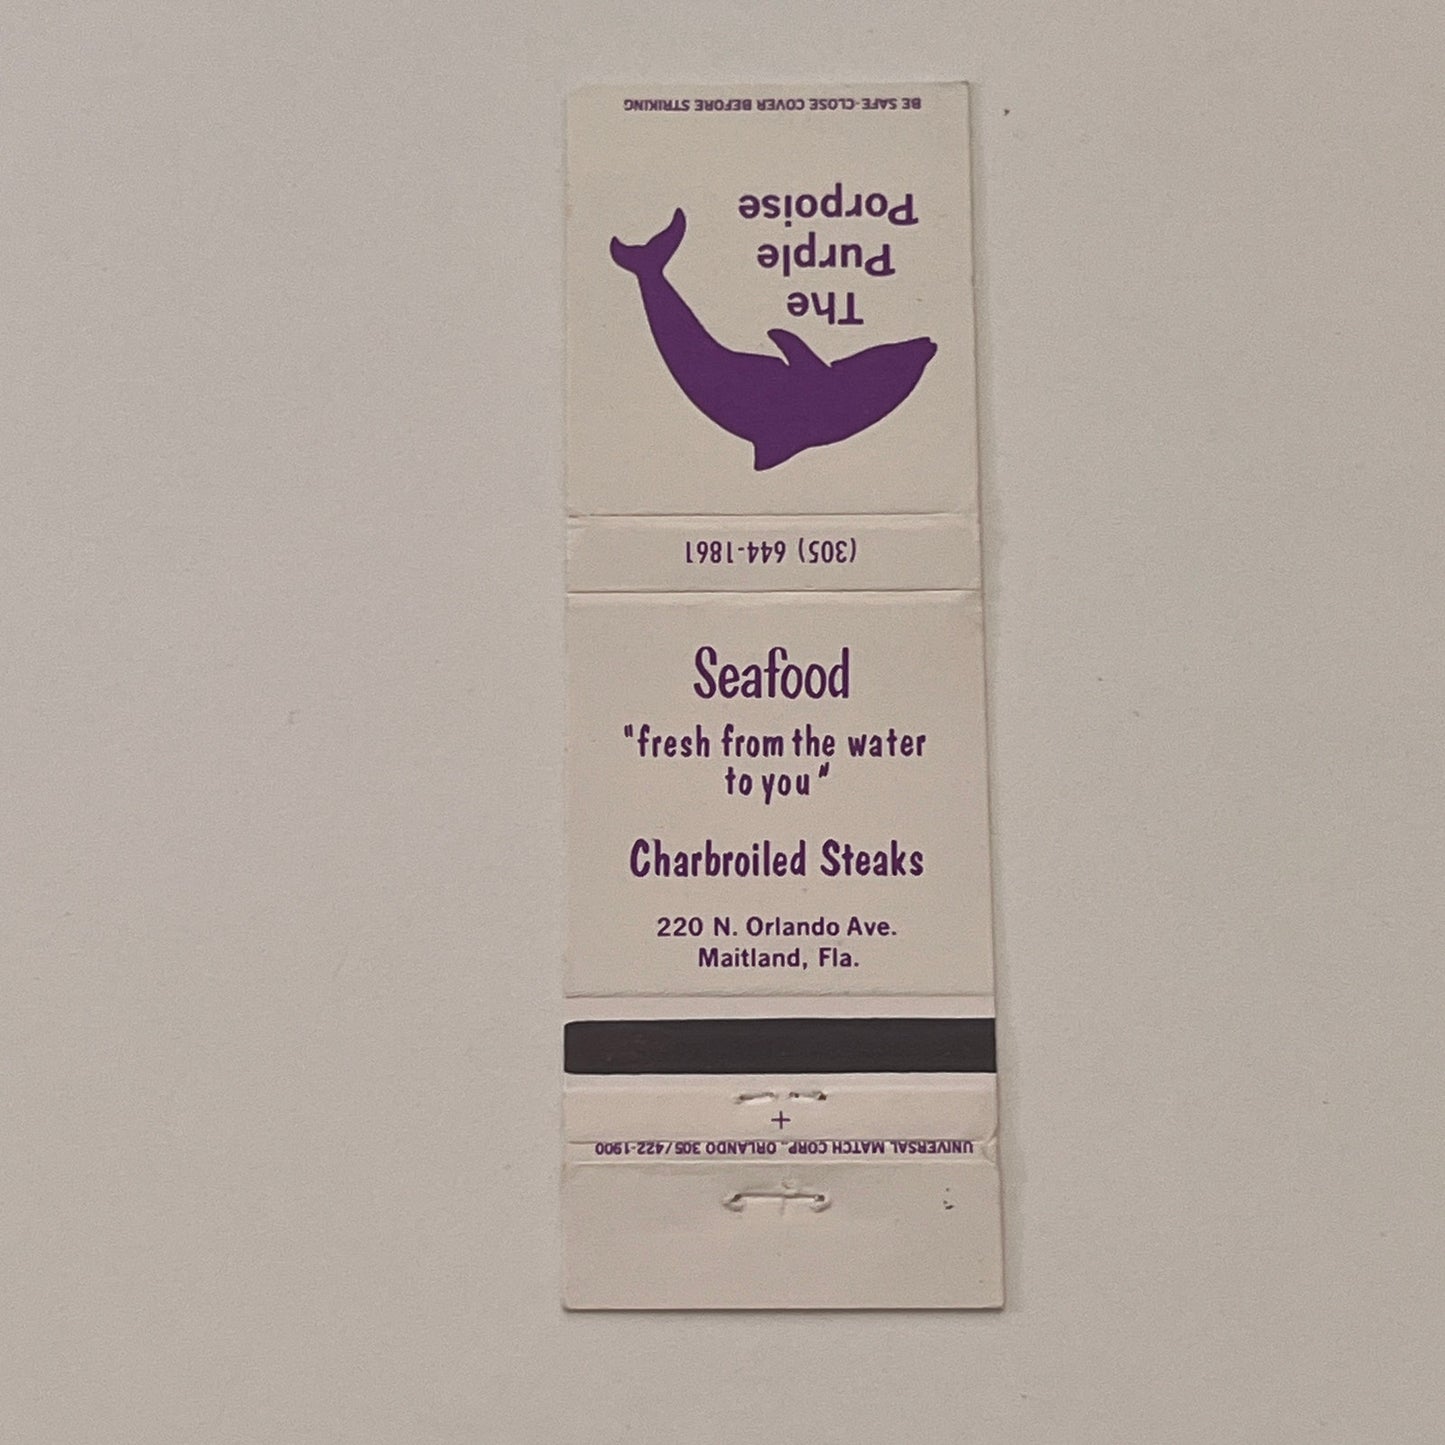 BE SAFE-CLOSE COVER BEFORE STRIKING
The
Purple
Porpoise
(305) 644-1861
Seafood
"fresh from the water
to you"
Charbroiled Steaks
220 N. Orlando Ave.
Maitland, Fla.
+
UNIVERSAL MATCH CORP., ORLANDO 305/422-1900